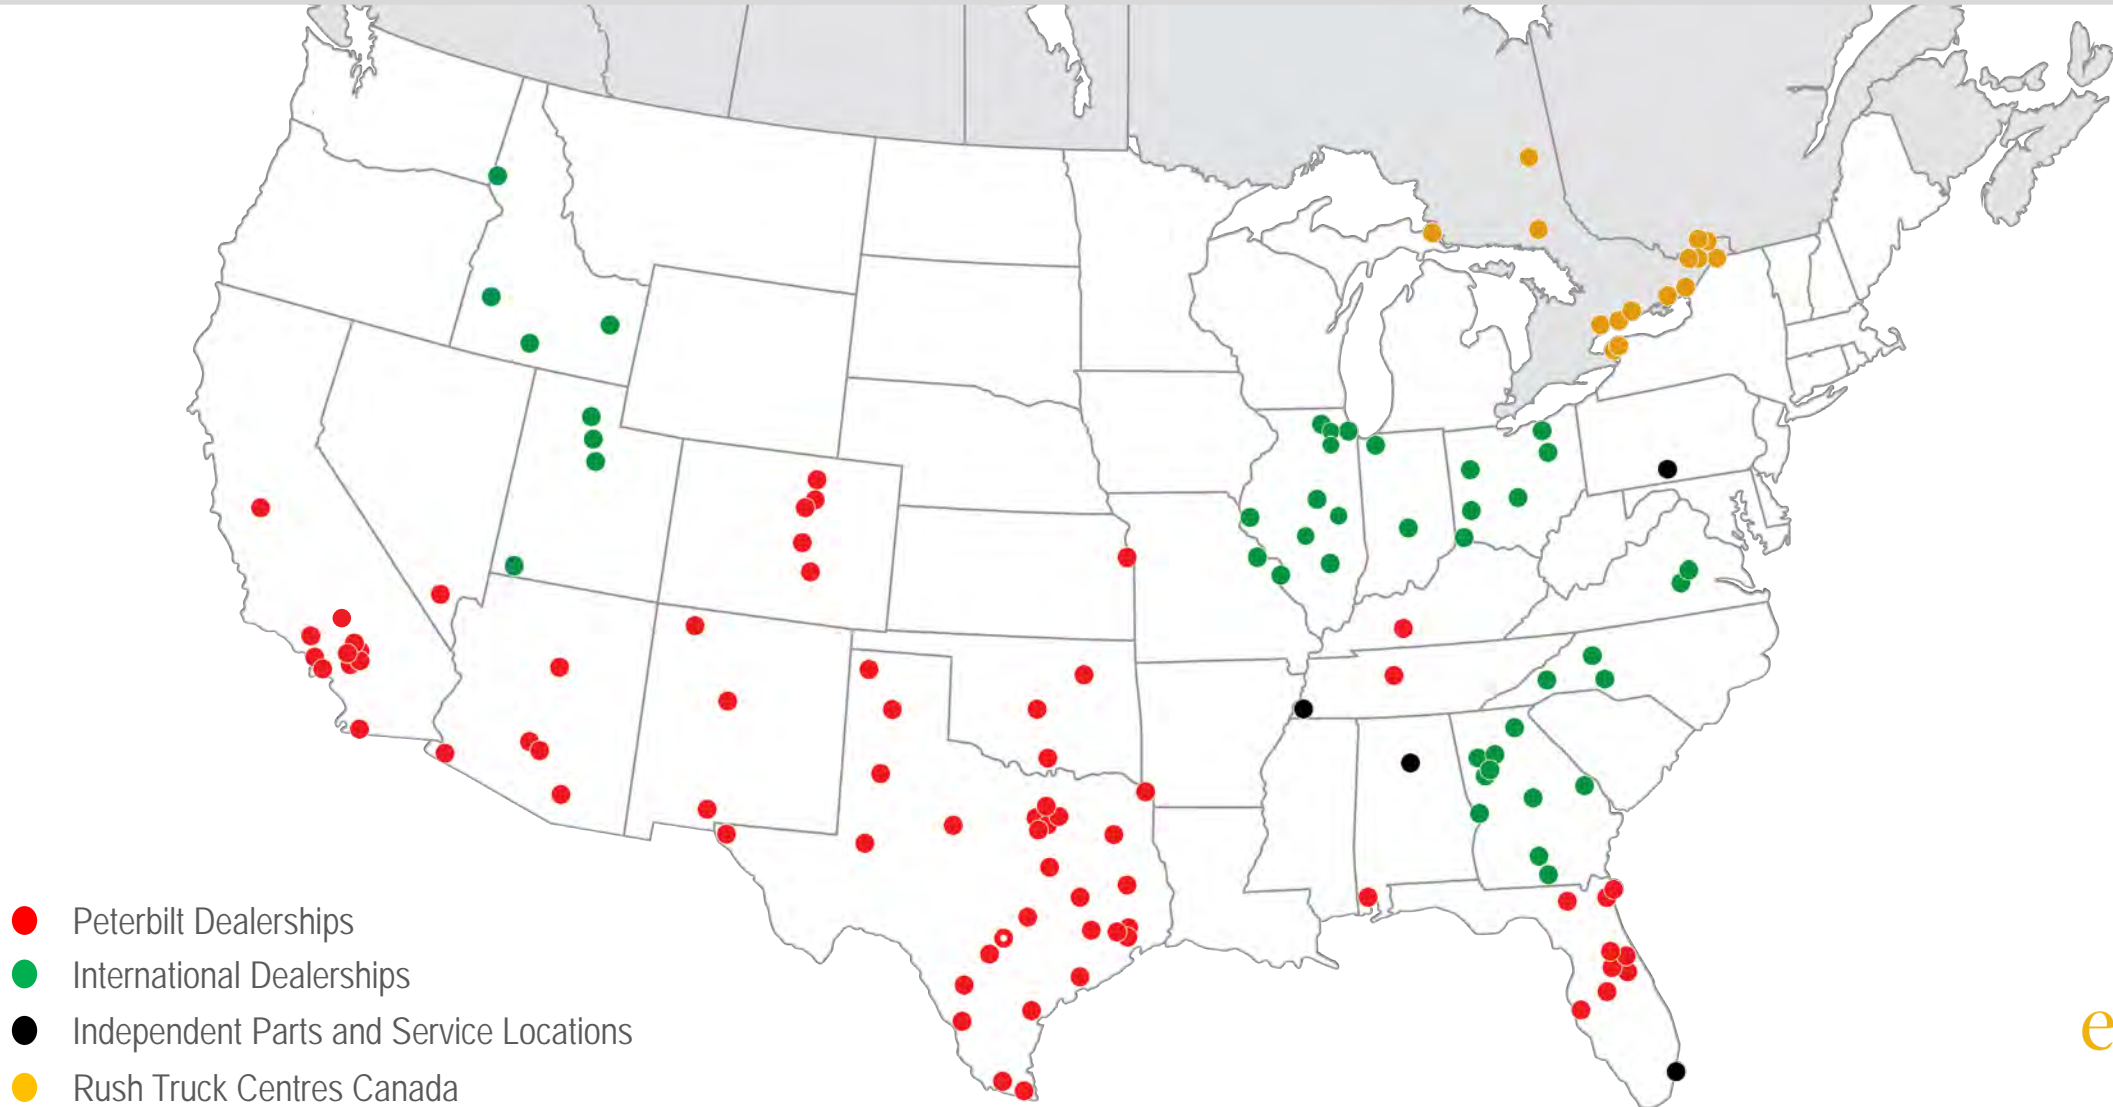 Peterbilt Dealerships
International Dealerships
Independent Parts and Service Locations
Rush Truck Centres Canada
e